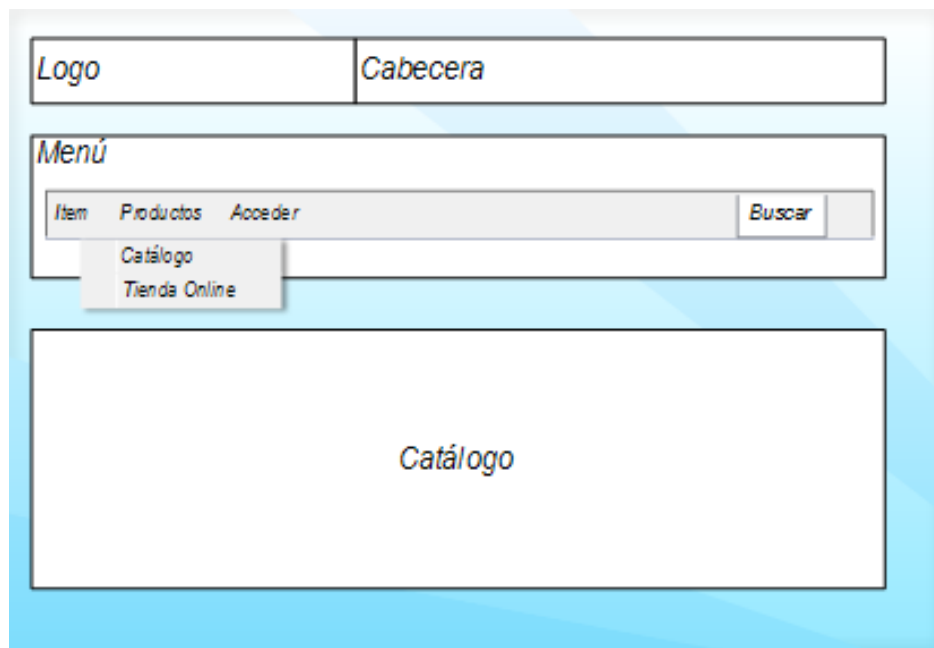 Logo Cabecera
Menú
Item Productos Acceder Buscar
Catálogo
Tienda Online
Catálogo